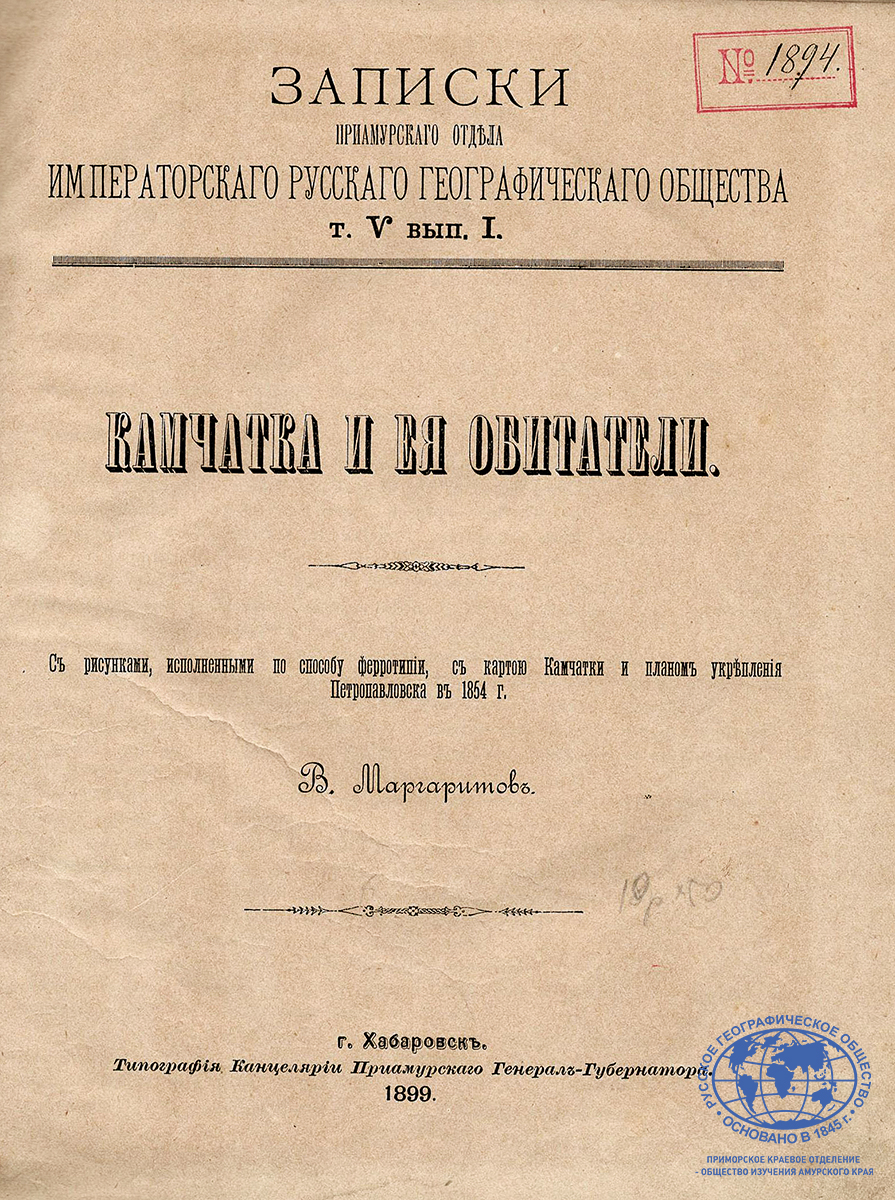 № 1894.
ЗАПИСКИ
ПРИАМУРСКАГО ОТДѢЛА
ИМПЕРАТОРСКАГО РУССКАГО ГЕОГРАФИЧЕСКАГО ОБЩЕСТВА
т. V вып. I.
КАМЧАТКА И ЕЯ ОБИТАТЕЛИ.
Съ рисунками, исполненными по способу ферротипіи, съ картою Камчатки и планомъ укрѣпленія
Петропавловска въ 1854 г.
В. Маргаритовъ.
г. Хабаровскъ.
Типографія Канцеляріи Приамурскаго Генералъ-Губернатора.
1899.
РУССКОЕ ГЕОГРАФИЧЕСКОЕ ОБЩЕСТВО
• ОСНОВАНО В 1845 г. •
ПРИМОРСКОЕ КРАЕВОЕ ОТДЕЛЕНИЕ
- ОБЩЕСТВО ИЗУЧЕНИЯ АМУРСКОГО КРАЯ